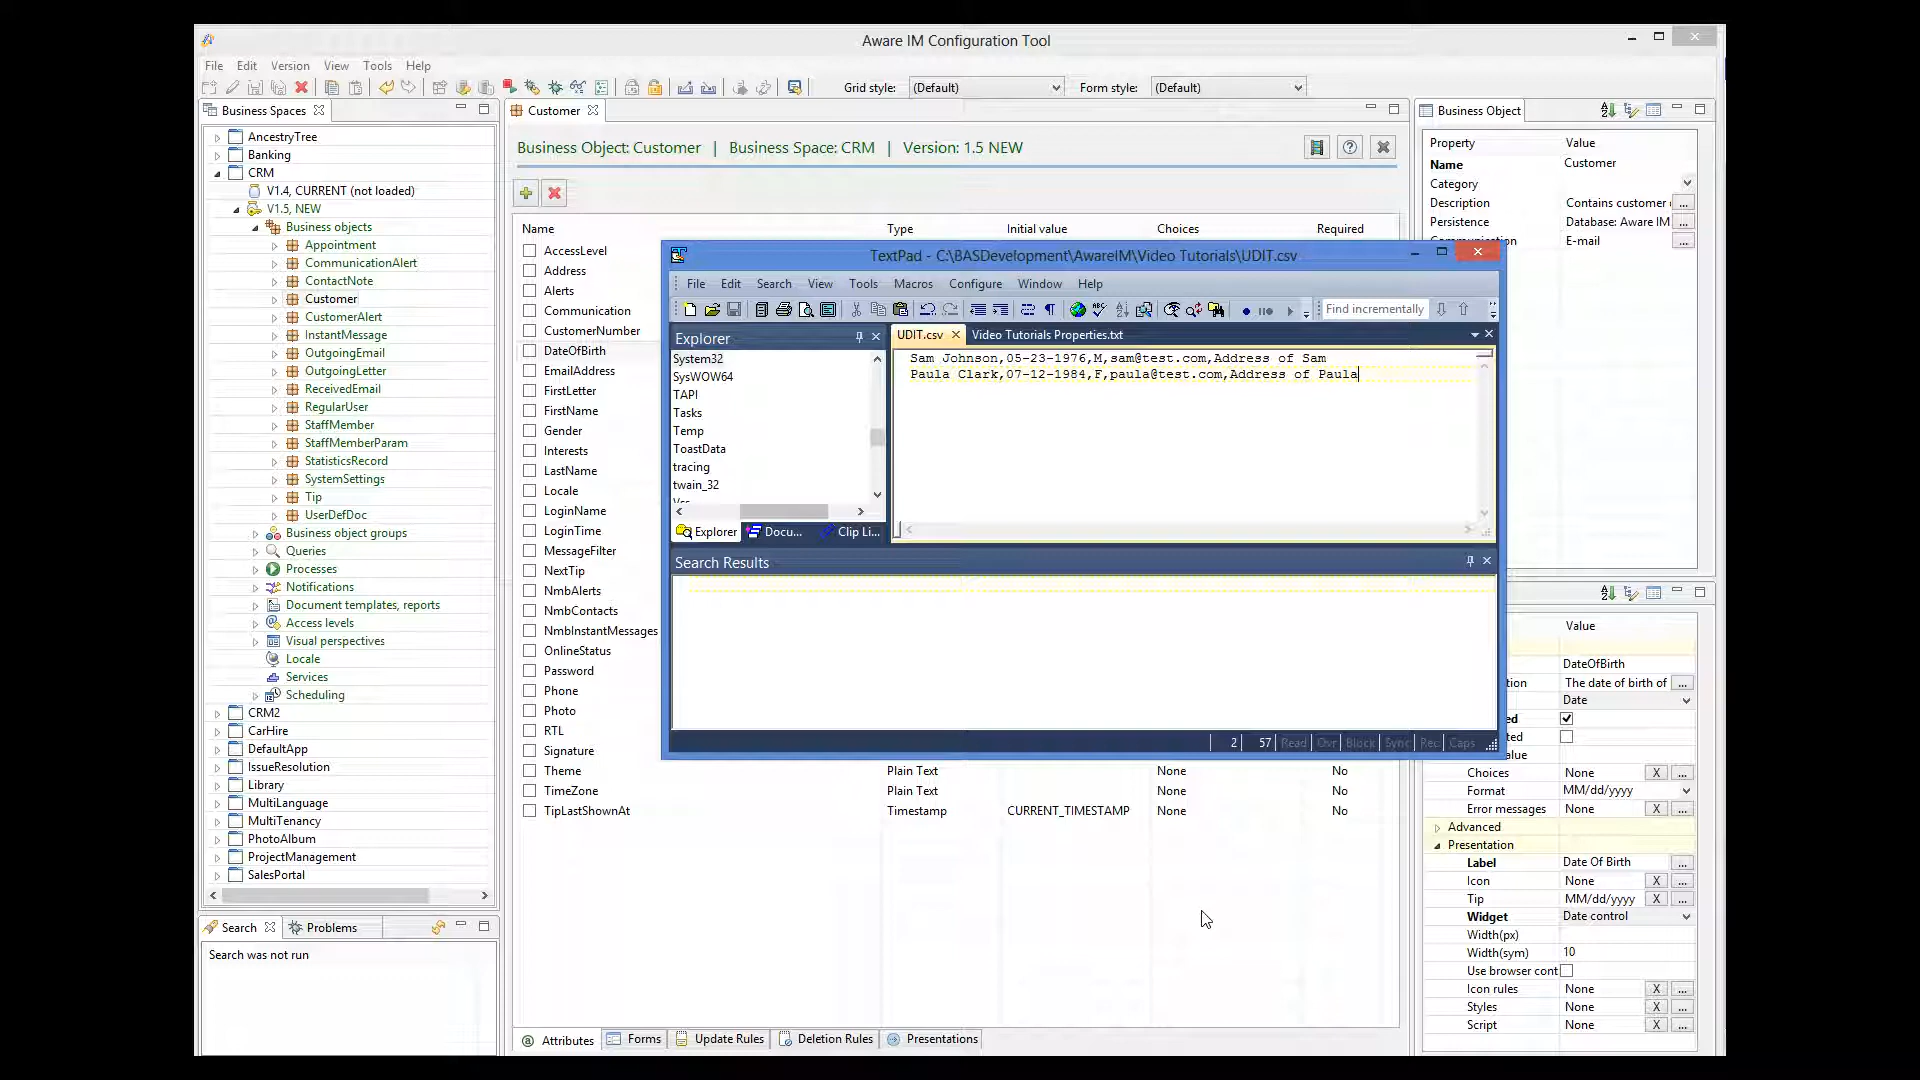 Aware IM Configuration Tool
File Edit Version View Tools Help
Grid style: (Default) Form style: (Default)
Business Spaces
AncestryTree
Banking
CRM
V1.4, CURRENT (not loaded)
V1.5, NEW
Business objects
Appointment
CommunicationAlert
ContactNote
Customer
CustomerAlert
InstantMessage
OutgoingEmail
OutgoingLetter
ReceivedEmail
RegularUser
StaffMember
StaffMemberParam
StatisticsRecord
SystemSettings
Tip
UserDefDoc
Business object groups
Queries
Processes
Notifications
Document templates, reports
Access levels
Visual perspectives
Locale
Services
Scheduling
CRM2
CarHire
DefaultApp
IssueResolution
Library
MultiLanguage
MultiTenancy
PhotoAlbum
ProjectManagement
SalesPortal
Search Problems
Search was not run
Customer
Business Object: Customer | Business Space: CRM | Version: 1.5 NEW
Name Type Initial value Choices Required
AccessLevel
Address
Alerts
Communication
CustomerNumber
DateOfBirth
EmailAddress
FirstLetter
FirstName
Gender
Interests
LastName
Locale
LoginName
LoginTime
MessageFilter
NextTip
NmbAlerts
NmbContacts
NmbInstantMessages
OnlineStatus
Password
Phone
Photo
RTL
Signature
Theme Plain Text None No
TimeZone Plain Text None No
TipLastShownAt Timestamp CURRENT_TIMESTAMP None No
Attributes Forms Update Rules Deletion Rules Presentations
TextPad - C:\BASDevelopment\AwareIM\Video Tutorials\UDIT.csv
File Edit Search View Tools Macros Configure Window Help
Find incrementally
Explorer
System32
SysWOW64
TAPI
Tasks
Temp
ToastData
tracing
twain_32
Vss
Explorer Docu... Clip Li...
UDIT.csv Video Tutorials Properties.txt
Sam Johnson,05-23-1976,M,sam@test.com,Address of Sam
Paula Clark,07-12-1984,F,paula@test.com,Address of Paula
Search Results
2 57 Read Ovr Block Sync Rec Caps
Business Object
Property Value
Name Customer
Category
Description Contains customer ...
Persistence Database: Aware IM ...
E-mail ...
Value
DateOfBirth
tion The date of birth of ...
Date
ed
ted
alue
Choices None X ...
Format MM/dd/yyyy
Error messages None X ...
Advanced
Presentation
Label Date Of Birth ...
Icon None X ...
Tip MM/dd/yyyy X ...
Widget Date control
Width(px)
Width(sym) 10
Use browser cont
Icon rules None X ...
Styles None X ...
Script None X ...